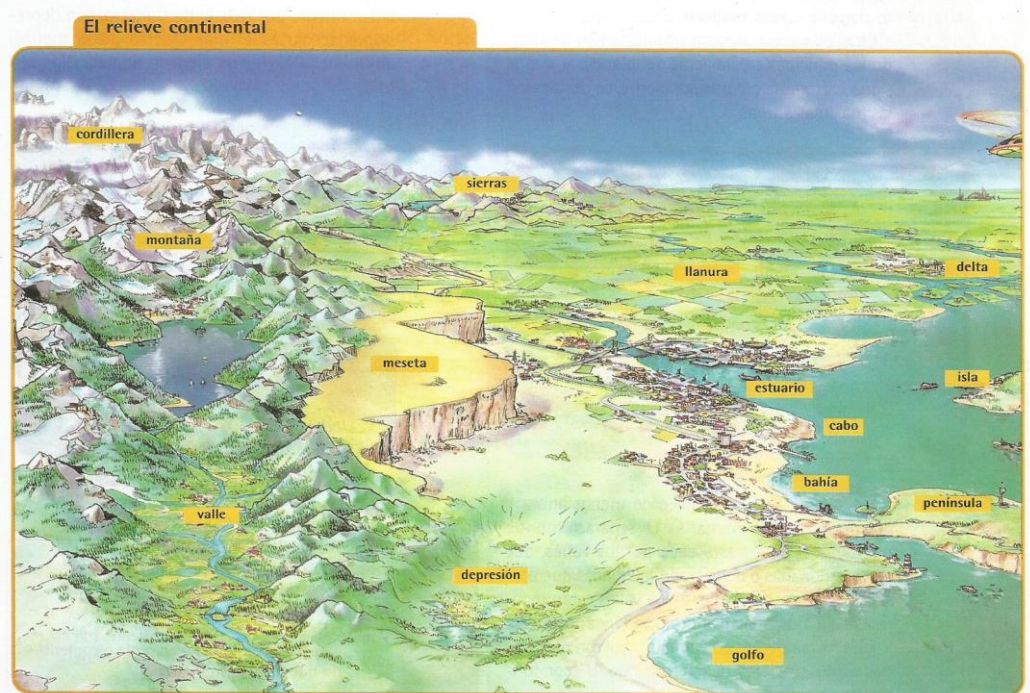 El relieve continental
cordillera
sierras
montaña
llanura
delta
meseta
estuario
isla
cabo
bahía
península
valle
depresión
golfo